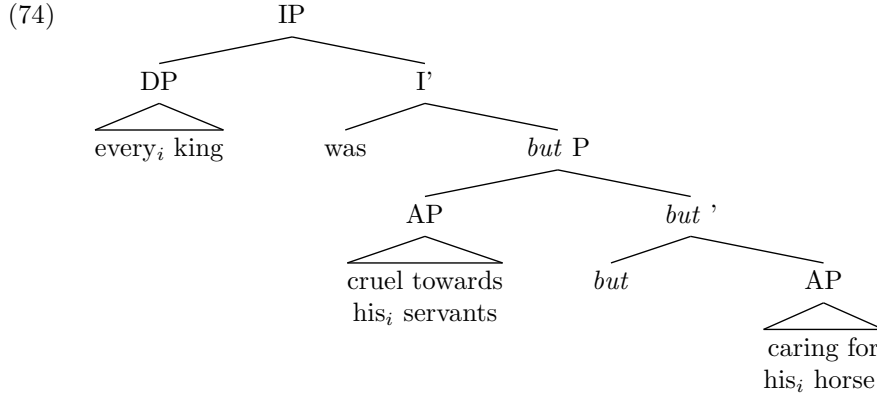 (74) IP
DP I'
every_i king was but P
AP but ’
cruel towards but AP
his_i servants caring for
his_i horse